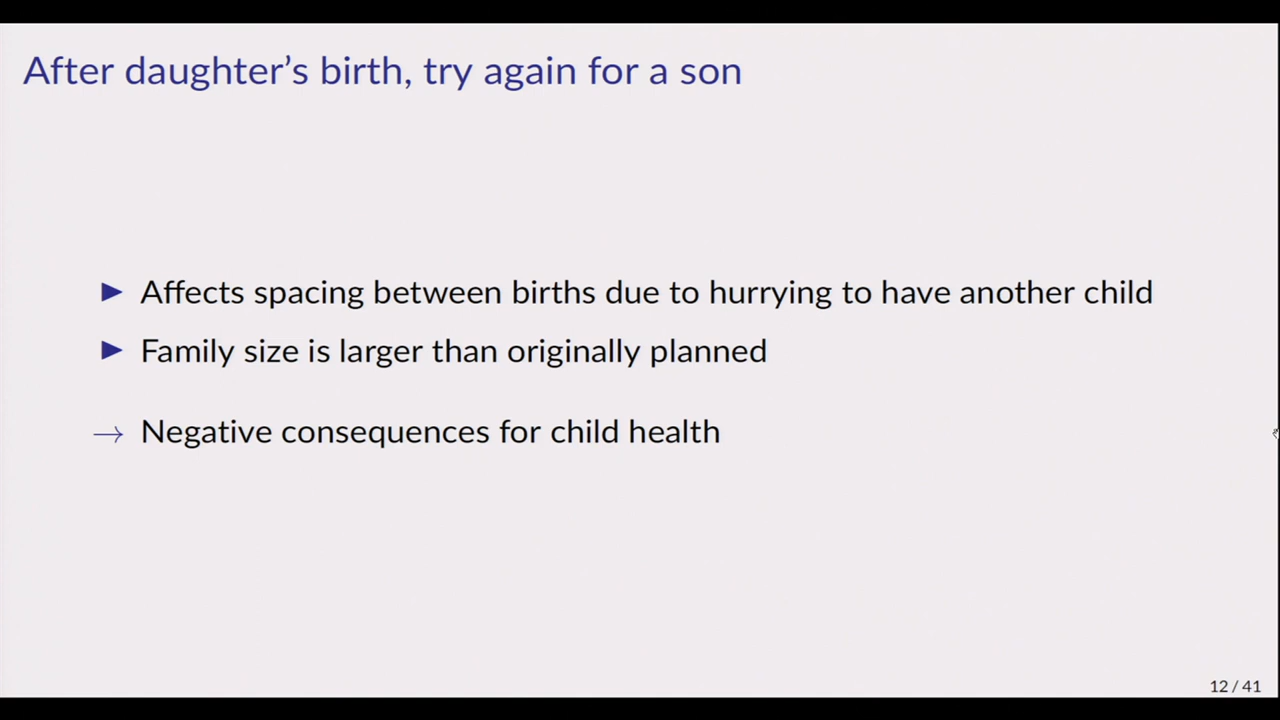 After daughter's birth, try again for a son
▶ Affects spacing between births due to hurrying to have another child
▶ Family size is larger than originally planned
→ Negative consequences for child health
12 / 41